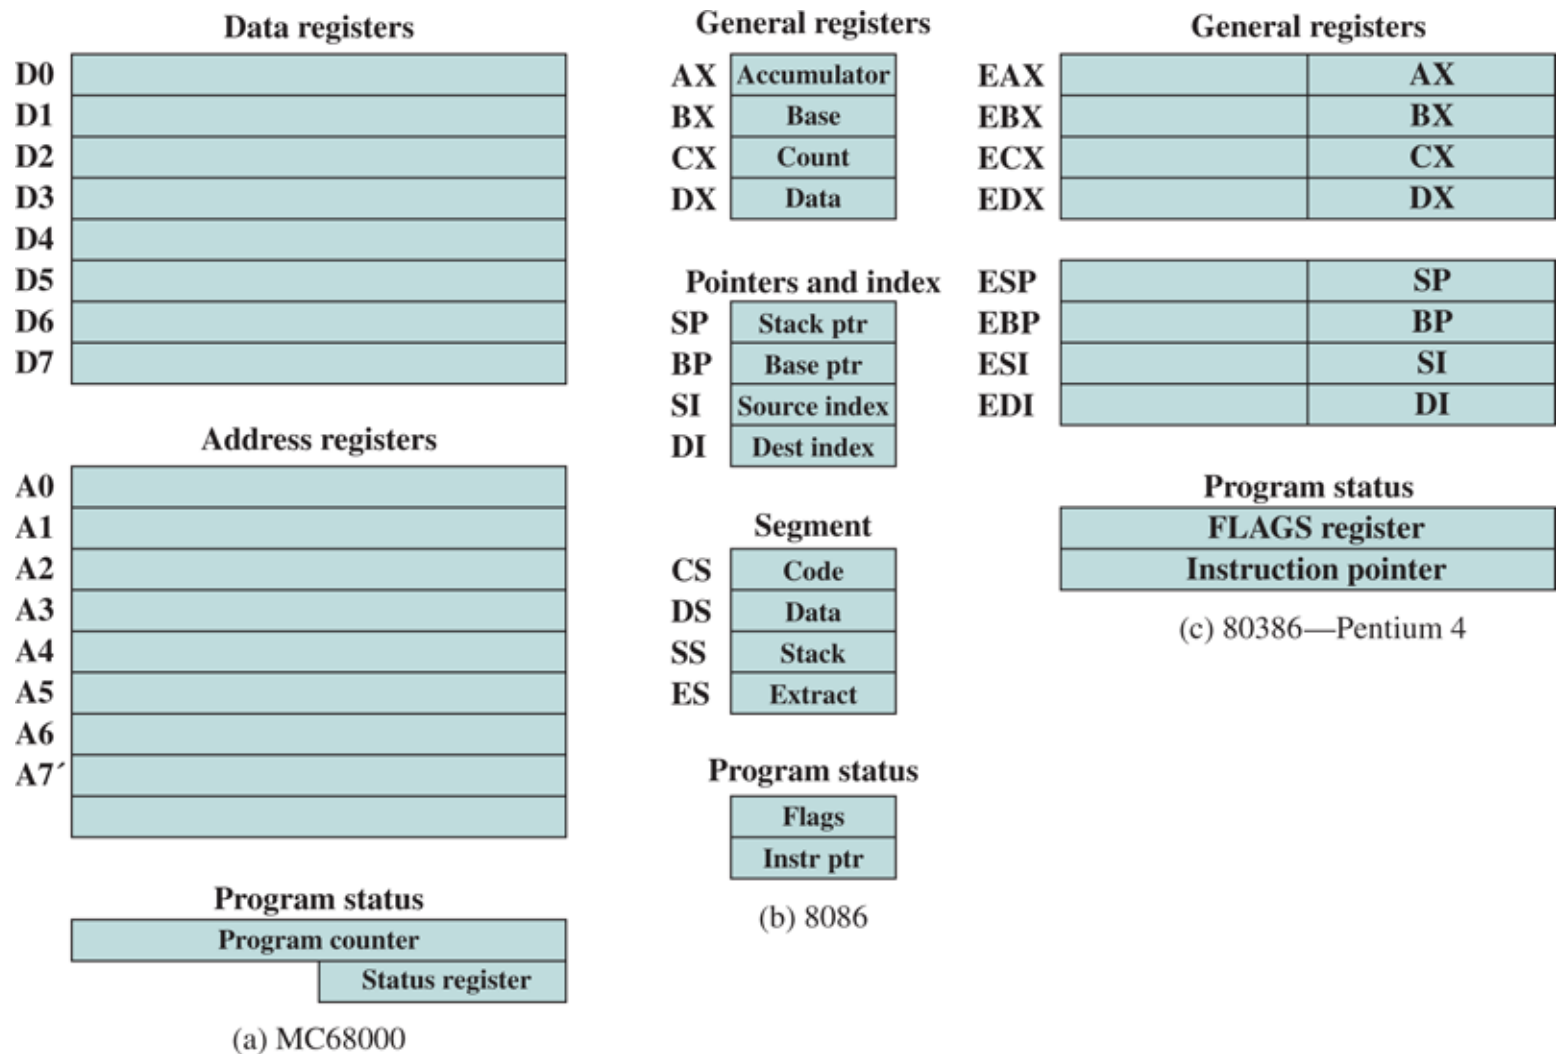 Data registers
D0
D1
D2
D3
D4
D5
D6
D7
Address registers
A0
A1
A2
A3
A4
A5
A6
A7´
Program status
Program counter
Status register
(a) MC68000
General registers
AX Accumulator
BX Base
CX Count
DX Data
Pointers and index
SP Stack ptr
BP Base ptr
SI Source index
DI Dest index
Segment
CS Code
DS Data
SS Stack
ES Extract
Program status
Flags
Instr ptr
(b) 8086
General registers
EAX AX
EBX BX
ECX CX
EDX DX
ESP SP
EBP BP
ESI SI
EDI DI
Program status
FLAGS register
Instruction pointer
(c) 80386—Pentium 4